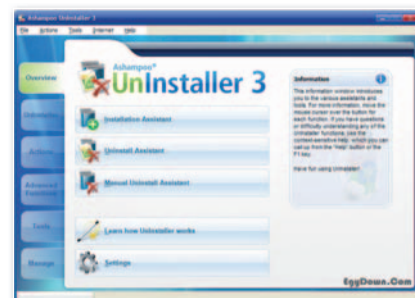 Ashampoo UnInstaller 3
File Actions Tools Internet Help
Overview
Ashampoo®
UnInstaller 3
Installation Assistant
Uninstall Assistant
Manual Uninstall Assistant
Learn how UnInstaller works
Settings
Actions
Advanced
Tools
Manage
Information
This information window introduces
you to the various assistants and
tools. For more information, move the
mouse cursor over the button for
each function. If you have questions
or difficulty understanding any of the
UnInstaller functions, use the
context-sensitive help, which you can
call up from the 'Help' button or the
F1 key.
Have fun using UnInstaller!
EgyDown.Com